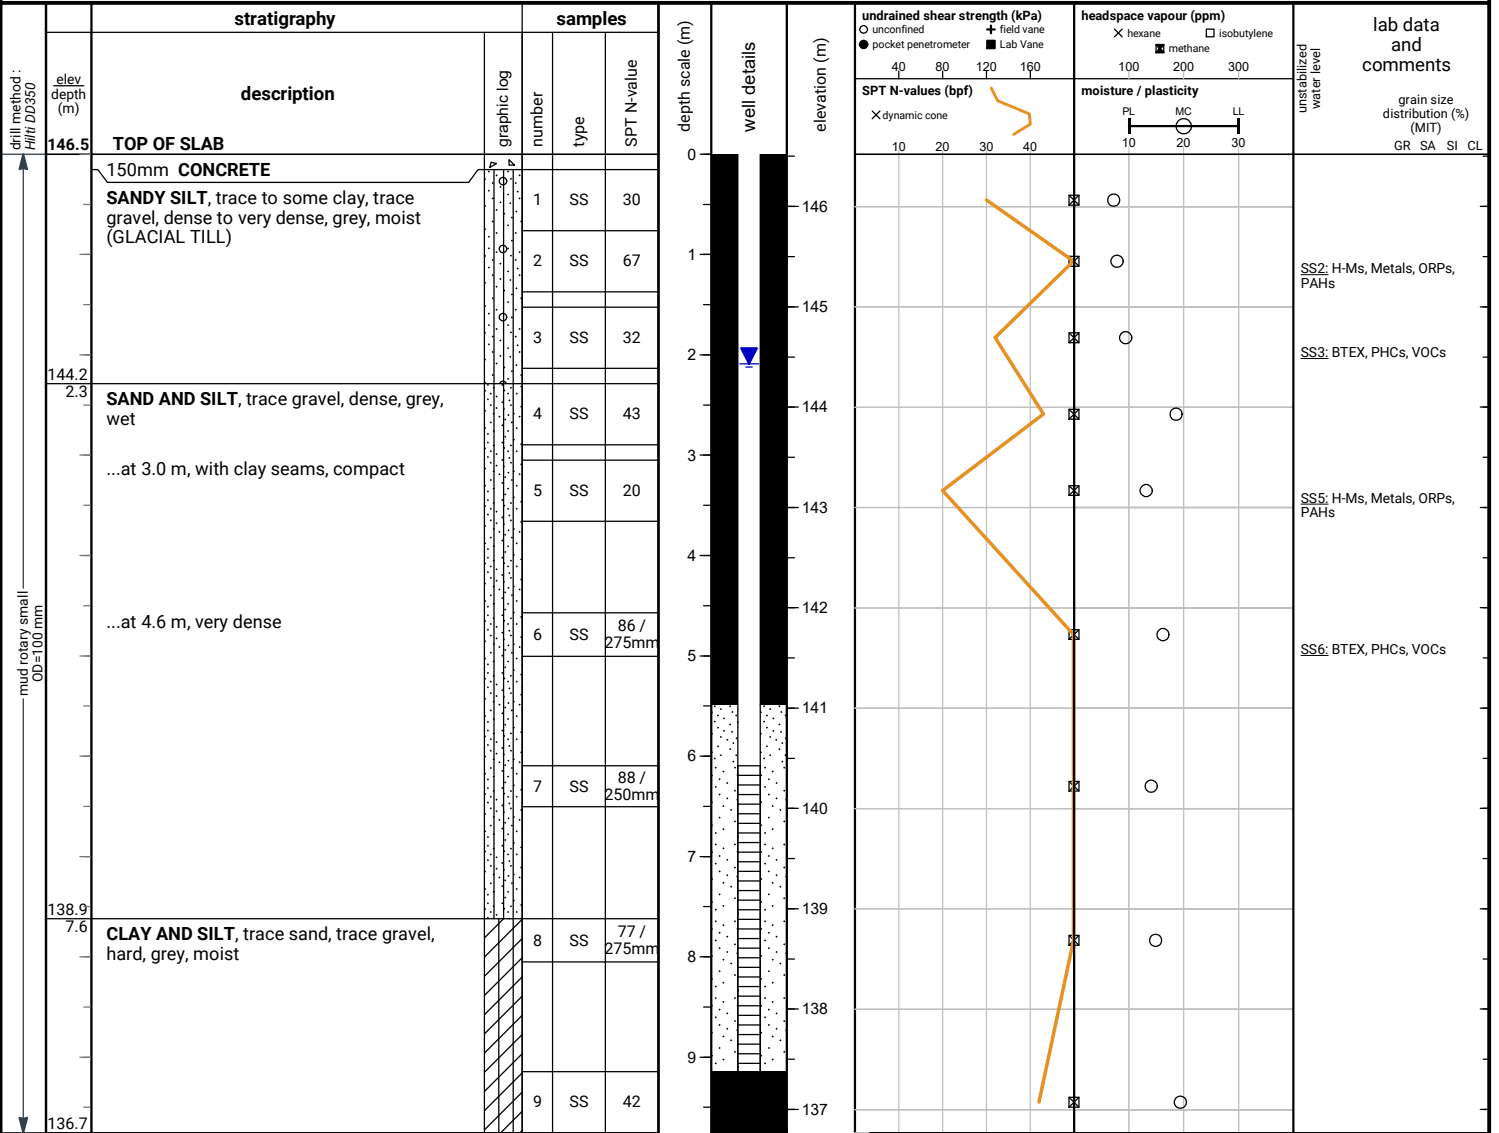 stratigraphy
samples
drill method :
Hilti DD350
elev
depth
(m)
description
graphic log
number
type
SPT N-value
depth scale (m)
well details
elevation (m)
undrained shear strength (kPa)
unconfined
field vane
pocket penetrometer
Lab Vane
40 80 120 160
SPT N-values (bpf)
dynamic cone
10 20 30 40
headspace vapour (ppm)
hexane
isobutylene
methane
100 200 300
moisture / plasticity
PL MC LL
10 20 30
unstabilized
water level
lab data
and
comments
grain size
distribution (%)
(MIT)
GR SA SI CL
146.5 TOP OF SLAB
mud rotary small
OD=100 mm
150mm CONCRETE
SANDY SILT, trace to some clay, trace
gravel, dense to very dense, grey, moist
(GLACIAL TILL)
144.2
2.3
SAND AND SILT, trace gravel, dense, grey,
wet
...at 3.0 m, with clay seams, compact
...at 4.6 m, very dense
138.9
7.6
CLAY AND SILT, trace sand, trace gravel,
hard, grey, moist
136.7
1 SS 30
2 SS 67
3 SS 32
4 SS 43
5 SS 20
6 SS 86 /
275mm
7 SS 88 /
250mm
8 SS 77 /
275mm
9 SS 42
0
1
2
3
4
5
6
7
8
9
146
145
144
143
142
141
140
139
138
137
SS2: H-Ms, Metals, ORPs,
PAHs
SS3: BTEX, PHCs, VOCs
SS5: H-Ms, Metals, ORPs,
PAHs
SS6: BTEX, PHCs, VOCs